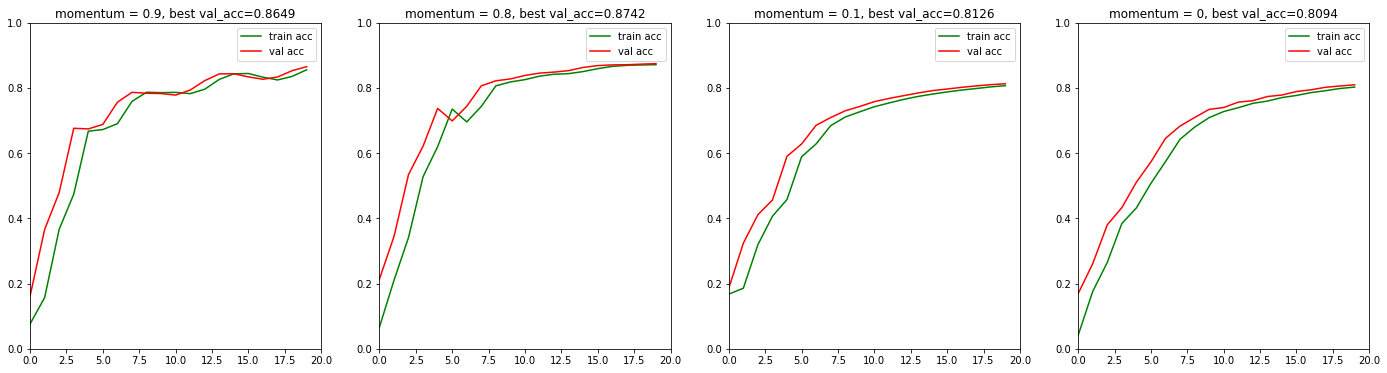 momentum = 0.9, best val_acc=0.8649
train acc
val acc
1.0
0.8
0.6
0.4
0.2
0.0
0.0 2.5 5.0 7.5 10.0 12.5 15.0 17.5 20.0
momentum = 0.8, best val_acc=0.8742
train acc
val acc
1.0
0.8
0.6
0.4
0.2
0.0
0.0 2.5 5.0 7.5 10.0 12.5 15.0 17.5 20.0
momentum = 0.1, best val_acc=0.8126
train acc
val acc
1.0
0.8
0.6
0.4
0.2
0.0
0.0 2.5 5.0 7.5 10.0 12.5 15.0 17.5 20.0
momentum = 0, best val_acc=0.8094
train acc
val acc
1.0
0.8
0.6
0.4
0.2
0.0
0.0 2.5 5.0 7.5 10.0 12.5 15.0 17.5 20.0